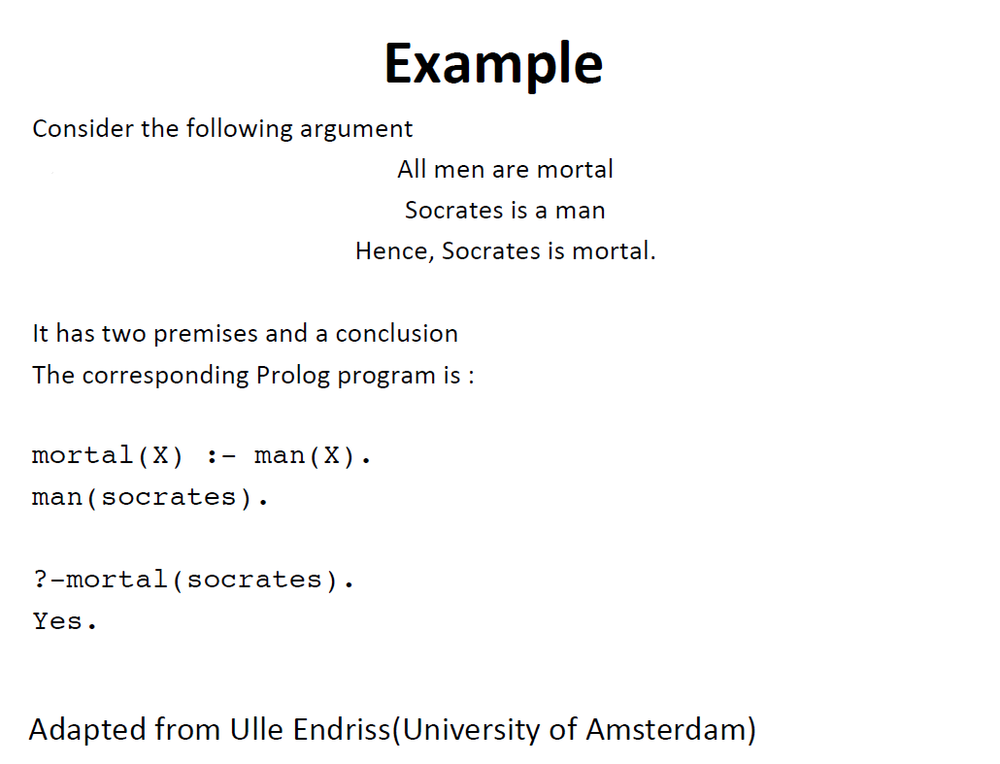 Example
Consider the following argument
All men are mortal
Socrates is a man
Hence, Socrates is mortal.
It has two premises and a conclusion
The corresponding Prolog program is :
mortal(X) :- man(X).
man(socrates).
?-mortal(socrates).
Yes.
Adapted from Ulle Endriss(University of Amsterdam)